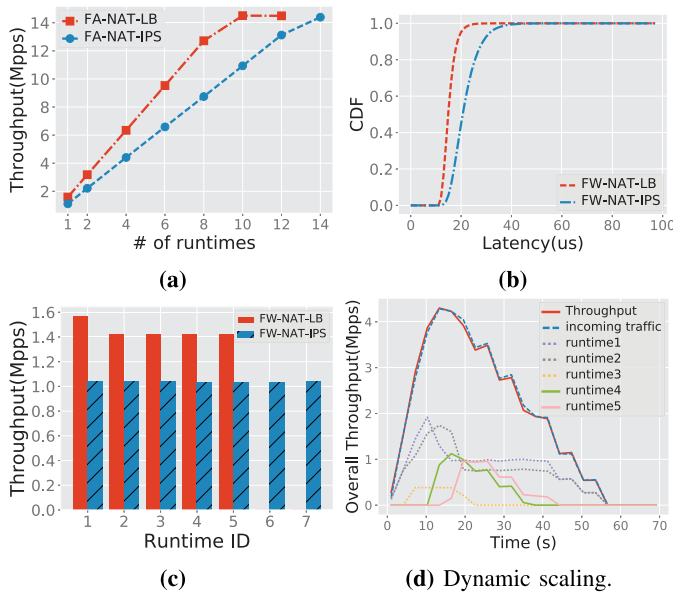 Throughput(Mpps)
14
12
10
8
6
4
2
FA-NAT-LB
FA-NAT-IPS
1 2 4 6 8 10 12 14
# of runtimes
(a)
CDF
1.0
0.8
0.6
0.4
0.2
0.0
FW-NAT-LB
FW-NAT-IPS
0 20 40 60 80 100
Latency(us)
(b)
Throughput(Mpps)
1.6
1.4
1.2
1.0
0.8
0.6
0.4
0.2
0.0
FW-NAT-LB
FW-NAT-IPS
1 2 3 4 5 6 7
Runtime ID
(c)
Overall Throughput(Mpps)
4
3
2
1
0
Throughput
incoming traffic
runtime1
runtime2
runtime3
runtime4
runtime5
0 10 20 30 40 50 60 70
Time (s)
(d) Dynamic scaling.